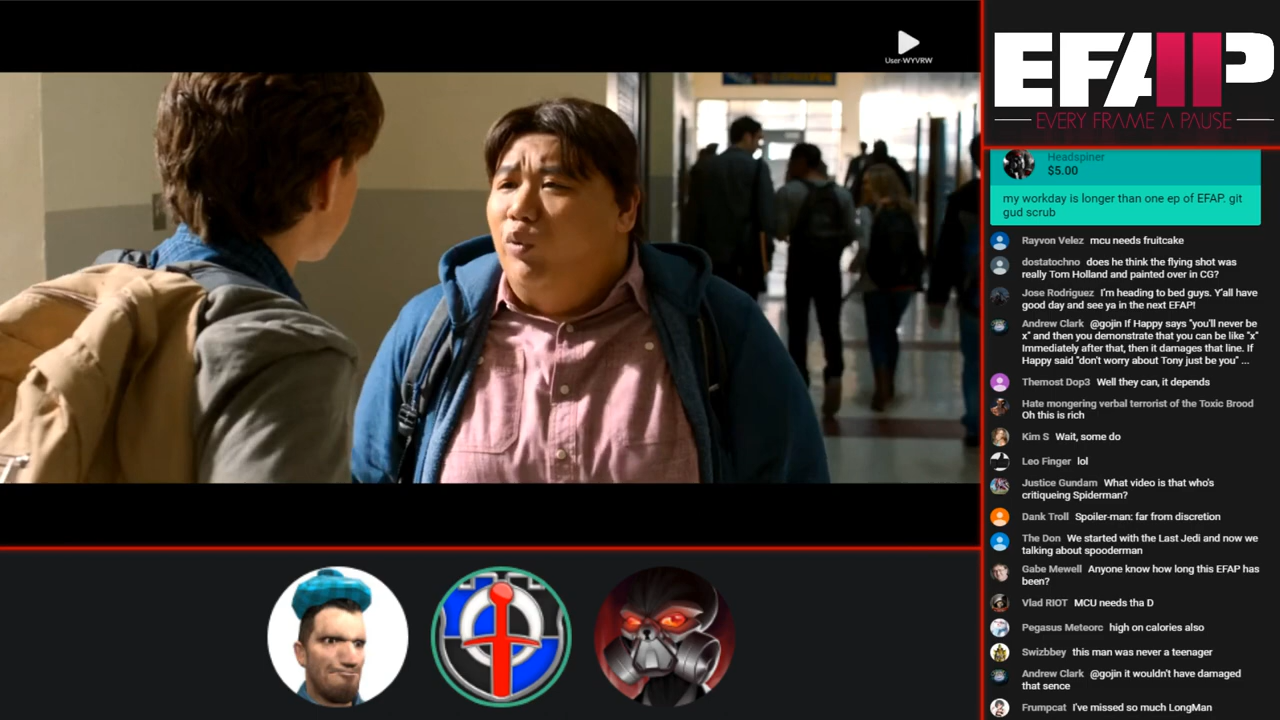 User-WYVRW
EFAP
EVERY FRAME A PAUSE
Headspiner
$5.00
my workday is longer than one ep of EFAP. git
gud scrub
Rayvon Velez mcu needs fruitcake
dostatochno does he think the flying shot was
really Tom Holland and painted over in CG?
Jose Rodriguez I'm heading to bed guys. Y'all have
good day and see ya in the next EFAP!
Andrew Clark @gojin If Happy says "you'll never be
x" and then you demonstrate that you can be like "x"
Immediately after that, then it damages that line. If
Happy said "don't worry about Tony just be you" ...
Themost Dop3 Well they can, it depends
Hate mongering verbal terrorist of the Toxic Brood
Oh this is rich
Kim S Wait, some do
Leo Finger lol
Justice Gundam What video is that who's
critiqueing Spiderman?
Dank Troll Spoiler-man: far from discretion
The Don We started with the Last Jedi and now we
talking about spooderman
Gabe Mewell Anyone know how long this EFAP has
been?
Vlad RIOT MCU needs tha D
Pegasus Meteorc high on calories also
Swizbbey this man was never a teenager
Andrew Clark @gojin it wouldn't have damaged
that sence
Frumpcat I've missed so much LongMan